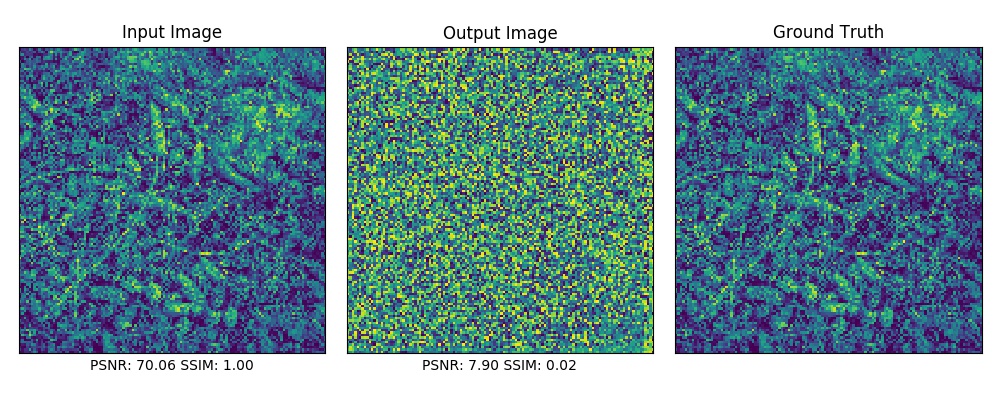 Input Image
Output Image
Ground Truth
PSNR: 70.06 SSIM: 1.00
PSNR: 7.90 SSIM: 0.02